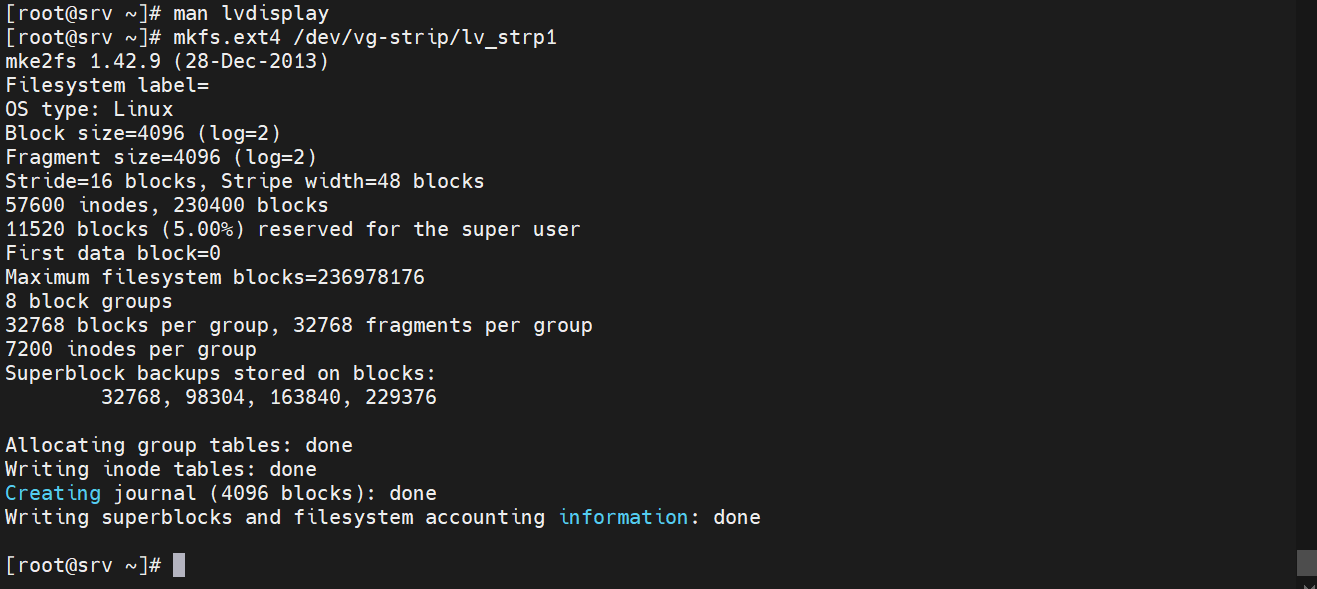 [root@srv ~]# man lvdisplay
[root@srv ~]# mkfs.ext4 /dev/vg-strip/lv_strp1
mke2fs 1.42.9 (28-Dec-2013)
Filesystem label=
OS type: Linux
Block size=4096 (log=2)
Fragment size=4096 (log=2)
Stride=16 blocks, Stripe width=48 blocks
57600 inodes, 230400 blocks
11520 blocks (5.00%) reserved for the super user
First data block=0
Maximum filesystem blocks=236978176
8 block groups
32768 blocks per group, 32768 fragments per group
7200 inodes per group
Superblock backups stored on blocks:
        32768, 98304, 163840, 229376

Allocating group tables: done
Writing inode tables: done
Creating journal (4096 blocks): done
Writing superblocks and filesystem accounting information: done

[root@srv ~]#